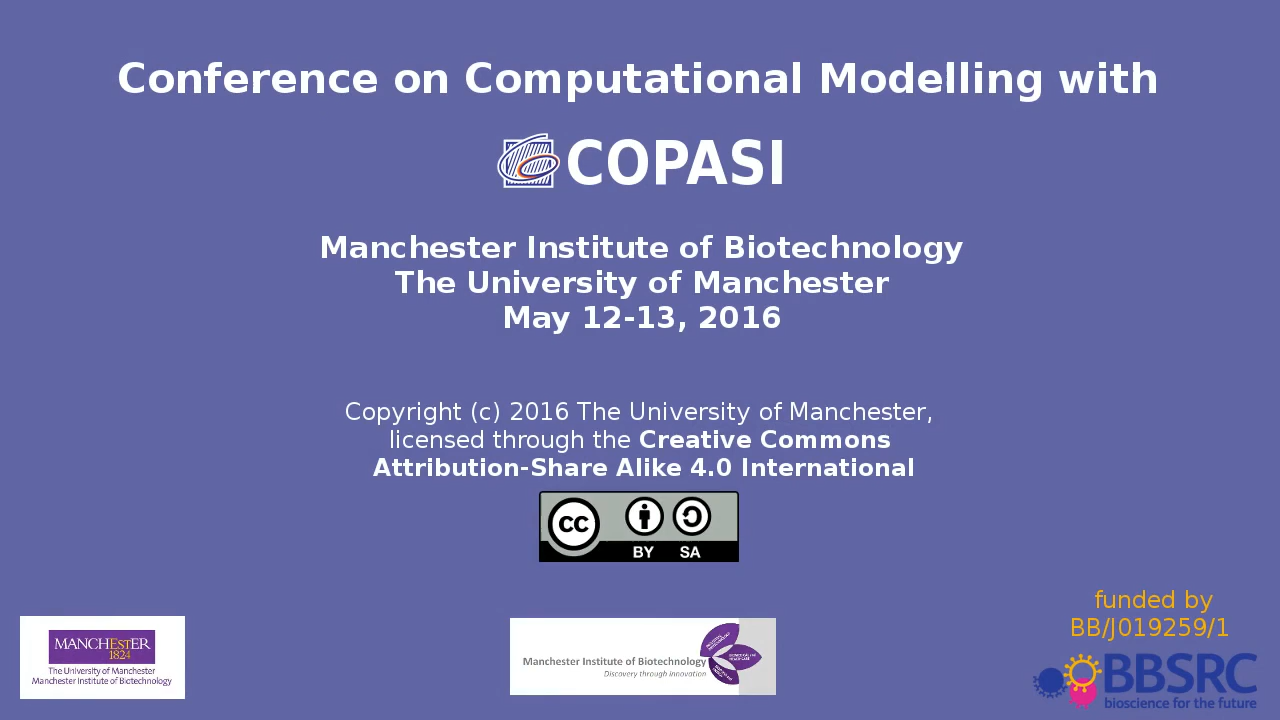 Conference on Computational Modelling with
COPASI
Manchester Institute of Biotechnology
The University of Manchester
May 12-13, 2016
Copyright (c) 2016 The University of Manchester,
licensed through the Creative Commons
Attribution-Share Alike 4.0 International
cc
BY SA
funded by
BB/J019259/1
MANCHESTER
1824
The University of Manchester
Manchester Institute of Biotechnology
Manchester Institute of Biotechnology
Discovery through innovation
BBSRC
bioscience for the future